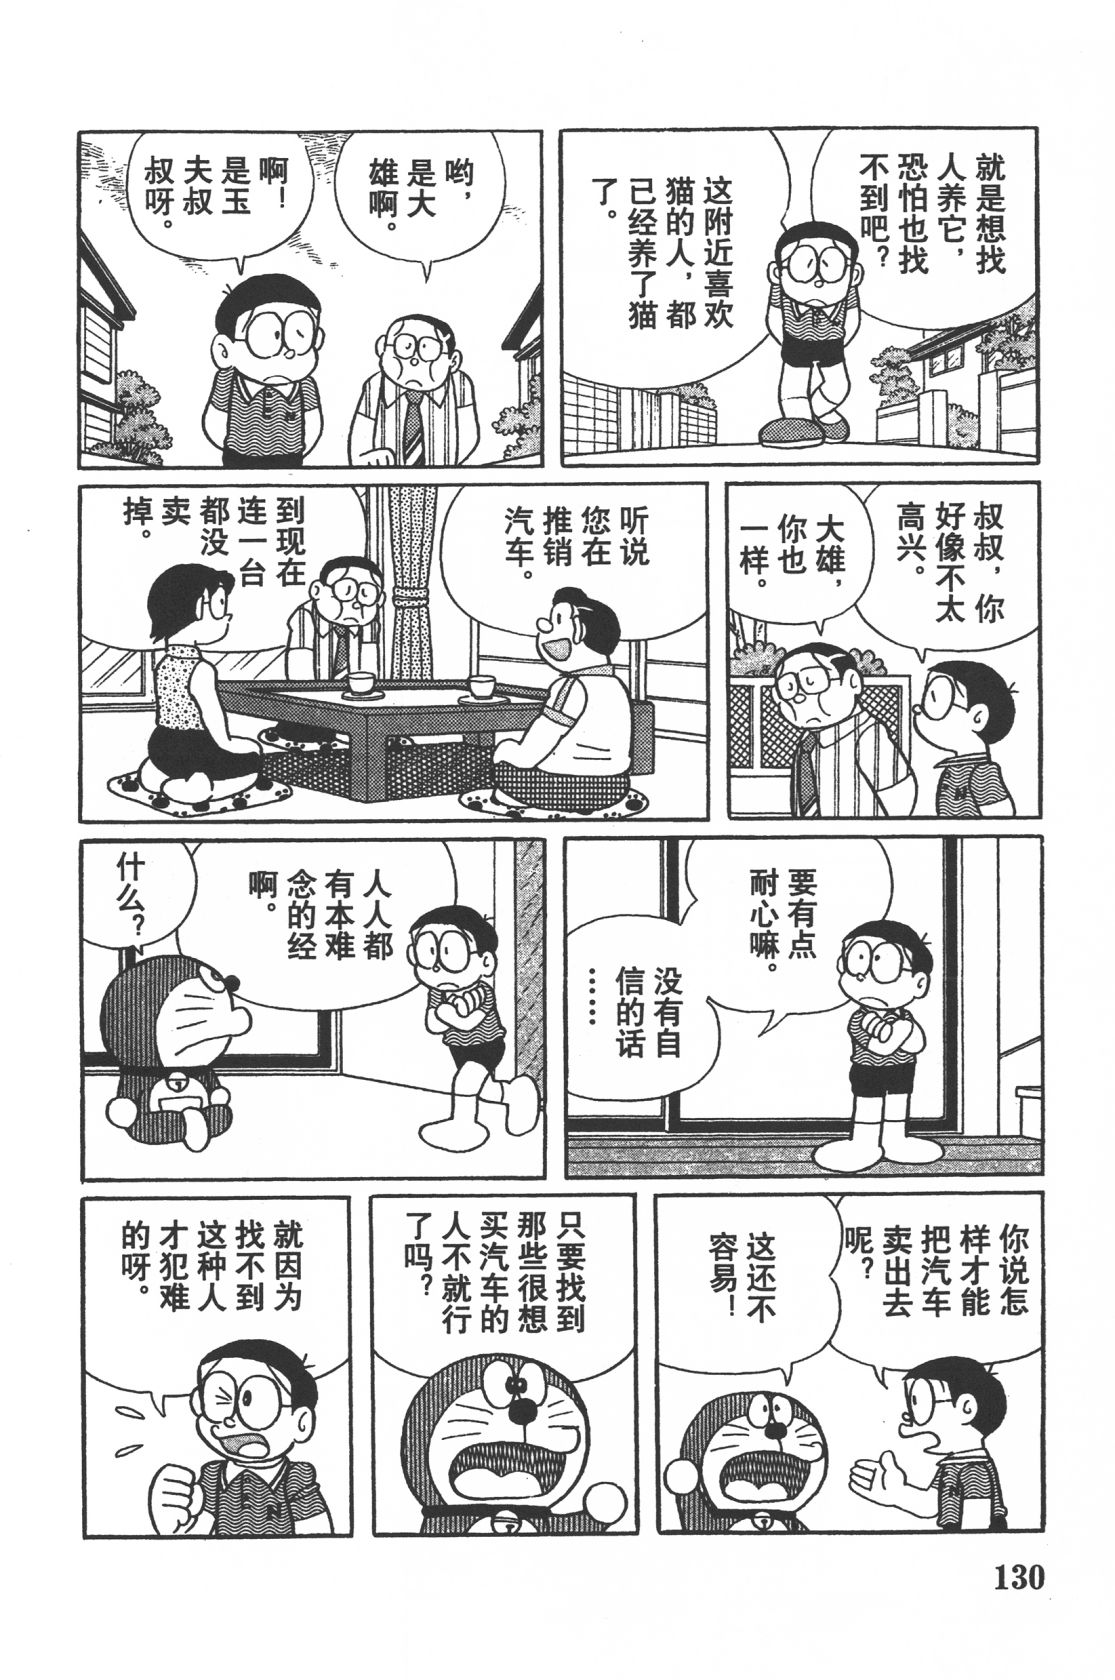 就是想找
人养它，
恐怕也找
不到吧？
这附近喜欢
猫的人，都
已经养了猫
了。
哟，
是大
雄啊。
啊！
是玉
夫叔
叔呀。
叔叔，你
好像不太
高兴。
大雄，
你也
一样。
听说
您在
推销
汽车。
到现在
连一台
都没
卖
掉。
要有点
耐心嘛。
没有自
信的话
……
人人都
有本难
念的经
啊。
什么？
你说怎
样才能
把汽车
卖出去
呢？
这还不
容易！
只要找到
那些很想
买汽车的
人不就行
了吗？
就因为
找不到
这种人
才犯难
的呀。
130